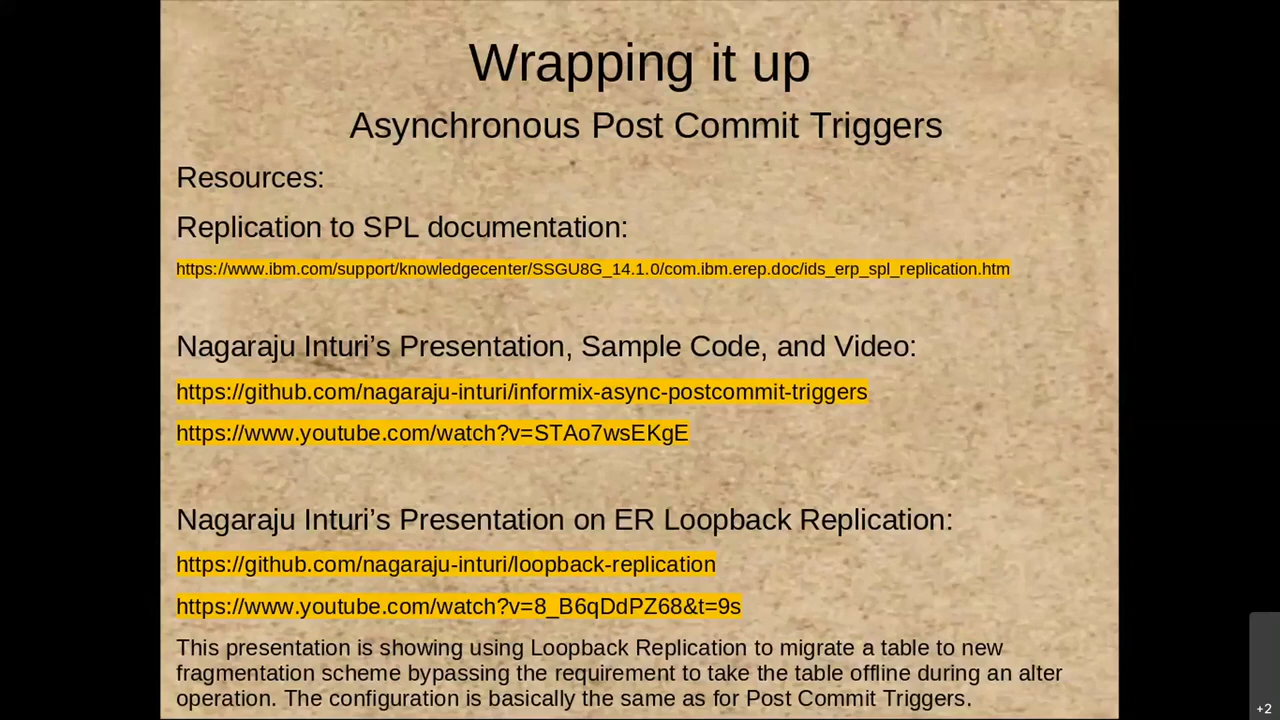 Wrapping it up
Asynchronous Post Commit Triggers
Resources:
Replication to SPL documentation:
https://www.ibm.com/support/knowledgecenter/SSGU8G_14.1.0/com.ibm.erep.doc/ids_erp_spl_replication.htm
Nagaraju Inturi’s Presentation, Sample Code, and Video:
https://github.com/nagaraju-inturi/informix-async-postcommit-triggers
https://www.youtube.com/watch?v=STAo7wsEKgE
Nagaraju Inturi’s Presentation on ER Loopback Replication:
https://github.com/nagaraju-inturi/loopback-replication
https://www.youtube.com/watch?v=8_B6qDdPZ68&t=9s
This presentation is showing using Loopback Replication to migrate a table to new
fragmentation scheme bypassing the requirement to take the table offline during an alter
operation. The configuration is basically the same as for Post Commit Triggers.
+2